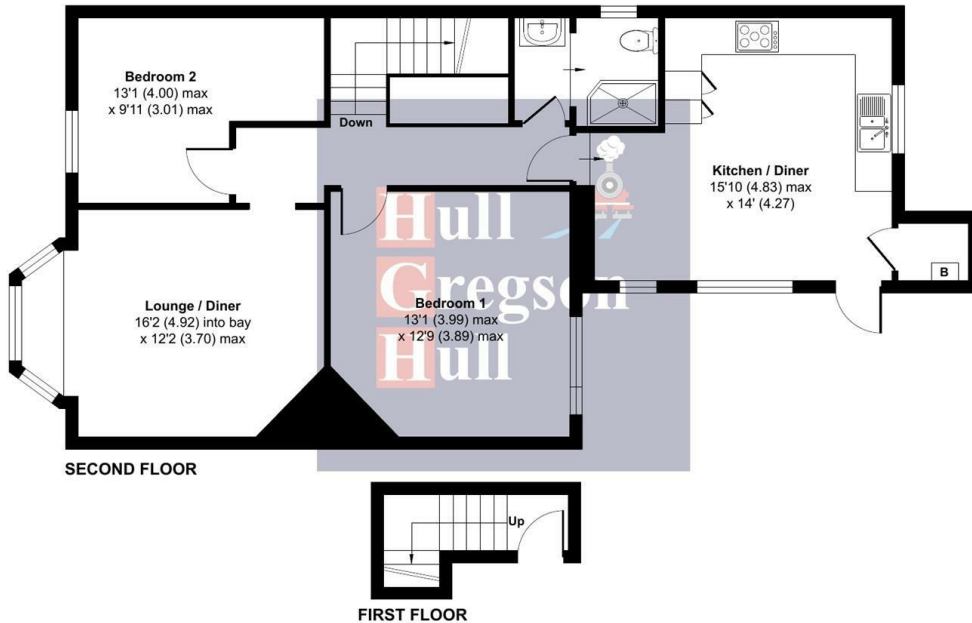 Bedroom 2
13'1 (4.00) max
x 9'11 (3.01) max
Down
Kitchen / Diner
15'10 (4.83) max
x 14' (4.27)
B
Hull
Gregson
Hull
Lounge / Diner
16'2 (4.92) into bay
x 12'2 (3.70) max
Bedroom 1
13'1 (3.99) max
x 12'9 (3.89) max
SECOND FLOOR
Up
FIRST FLOOR